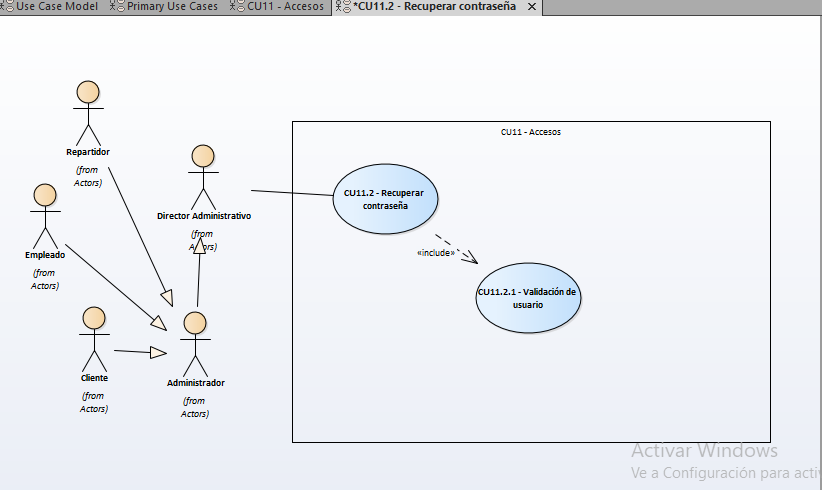 Use Case Model
Primary Use Cases
CU11 - Accesos
*CU11.2 - Recuperar contraseña
CU11 - Accesos
Repartidor
(from
Actors)
Director Administrativo
(from
Actors)
CU11.2 - Recuperar
contraseña
Empleado
(from
Actors)
«include»
CU11.2.1 - Validación de
usuario
Cliente
(from
Actors)
Administrador
(from
Actors)
Activar Windows
Ve a Configuración para activ